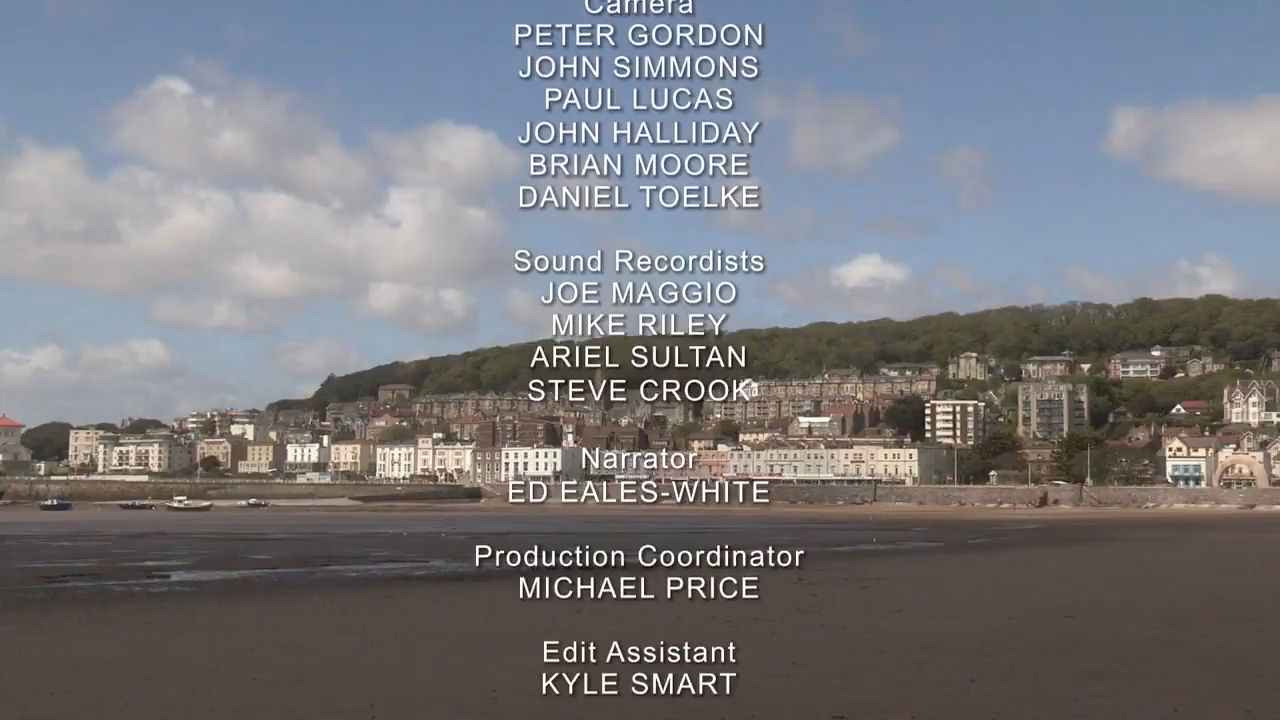 Camera
PETER GORDON
JOHN SIMMONS
PAUL LUCAS
JOHN HALLIDAY
BRIAN MOORE
DANIEL TOELKE
Sound Recordists
JOE MAGGIO
MIKE RILEY
ARIEL SULTAN
STEVE CROOK
Narrator
ED EALES-WHITE
Production Coordinator
MICHAEL PRICE
Edit Assistant
KYLE SMART